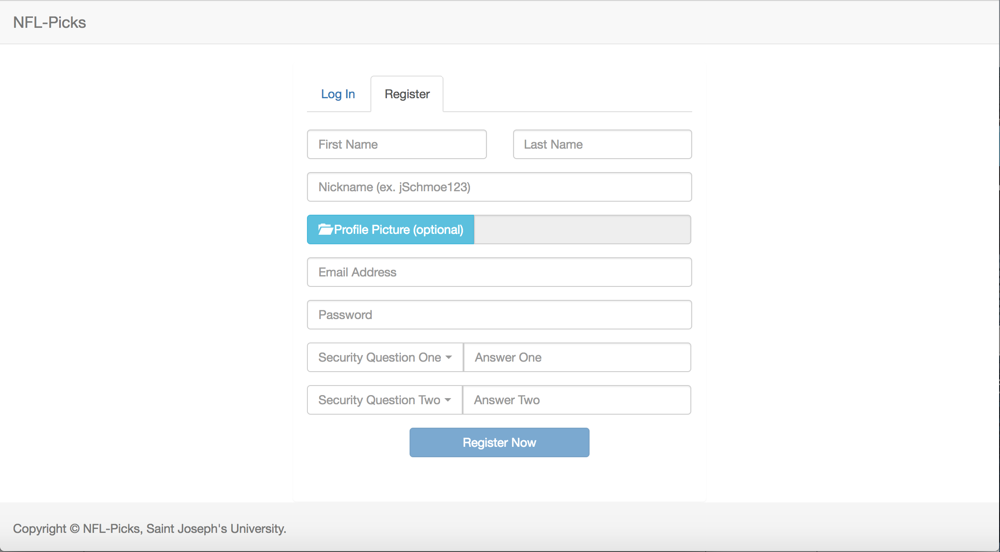 NFL-Picks
Log In
Register
First Name
Last Name
Nickname (ex. jSchmoe123)
Profile Picture (optional)
Email Address
Password
Security Question One
Answer One
Security Question Two
Answer Two
Register Now
Copyright © NFL-Picks, Saint Joseph's University.